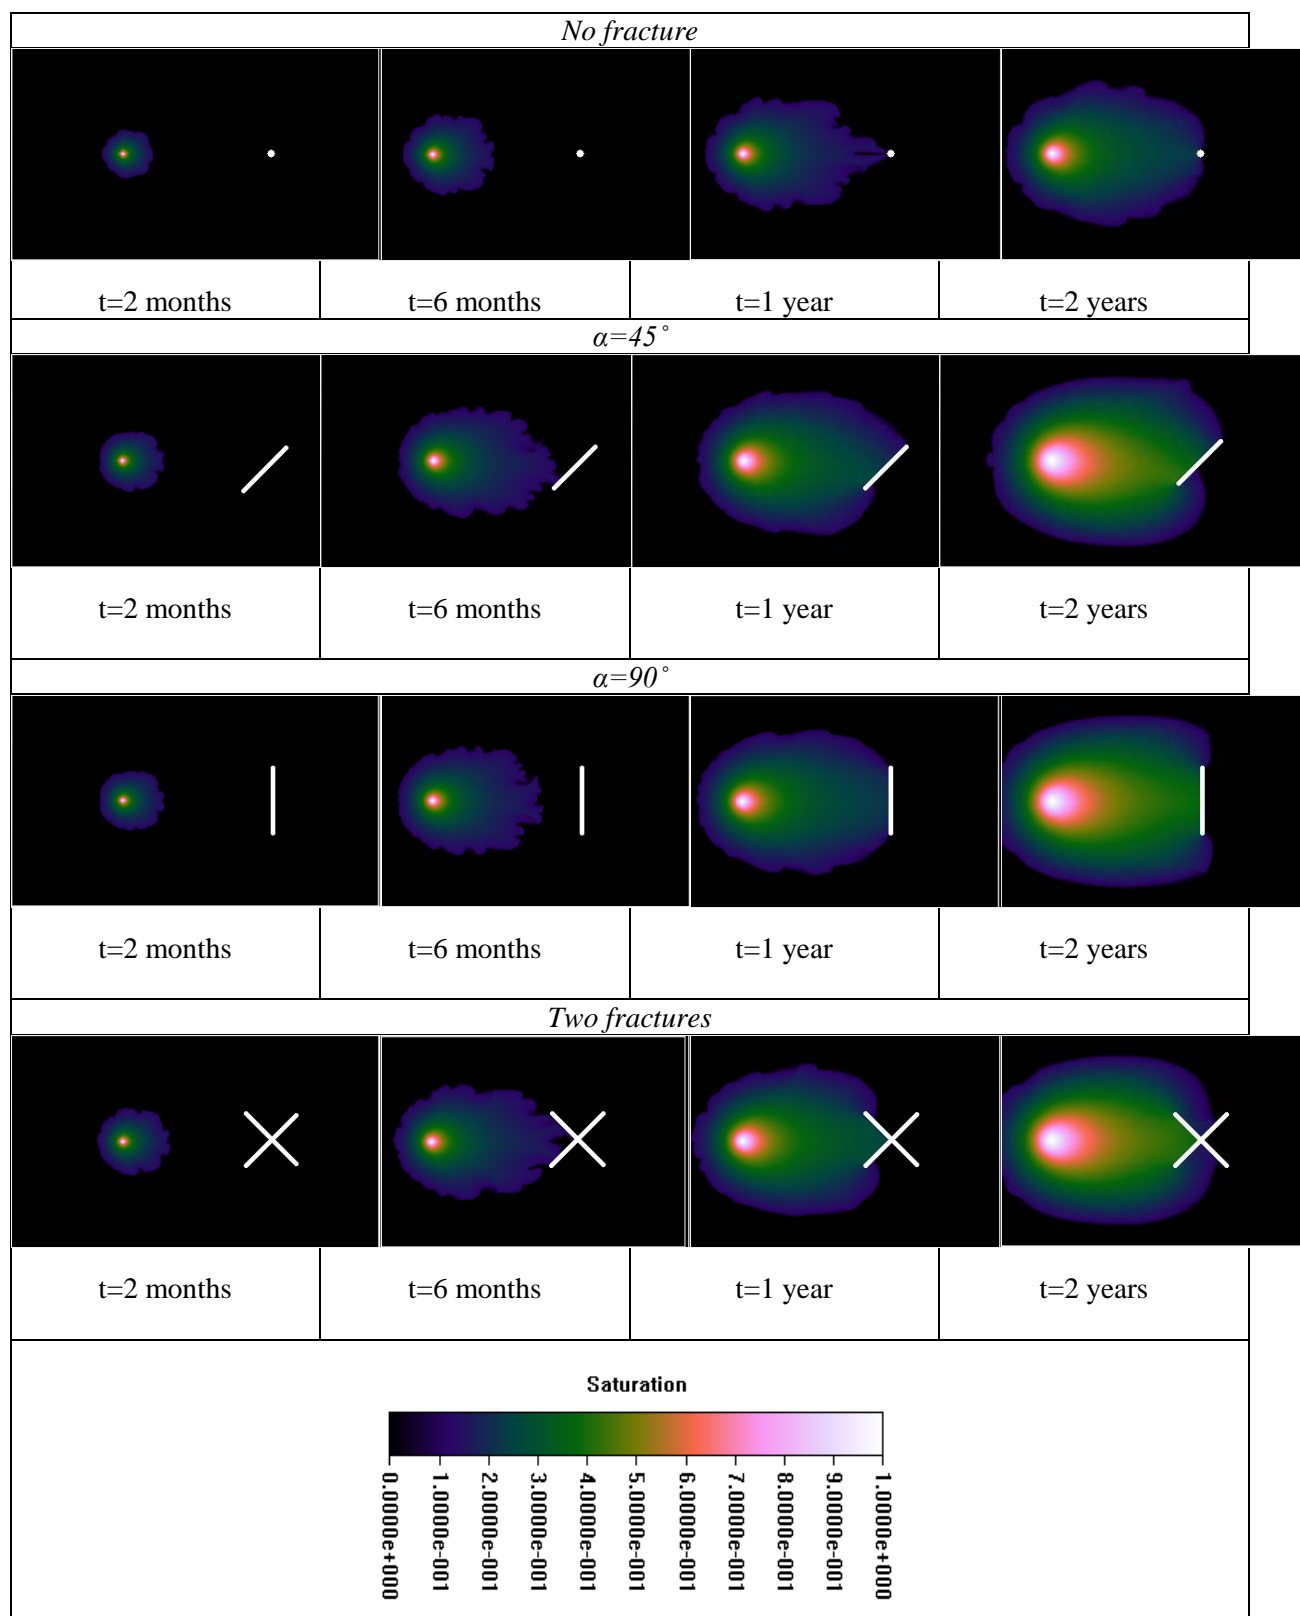 No fracture
t=2 months t=6 months t=1 year t=2 years
α=45˚
t=2 months t=6 months t=1 year t=2 years
α=90˚
t=2 months t=6 months t=1 year t=2 years
Two fractures
t=2 months t=6 months t=1 year t=2 years
Saturation
0.0000e+000 1.0000e-001 2.0000e-001 3.0000e-001 4.0000e-001 5.0000e-001 6.0000e-001 7.0000e-001 8.0000e-001 9.0000e-001 1.0000e+000